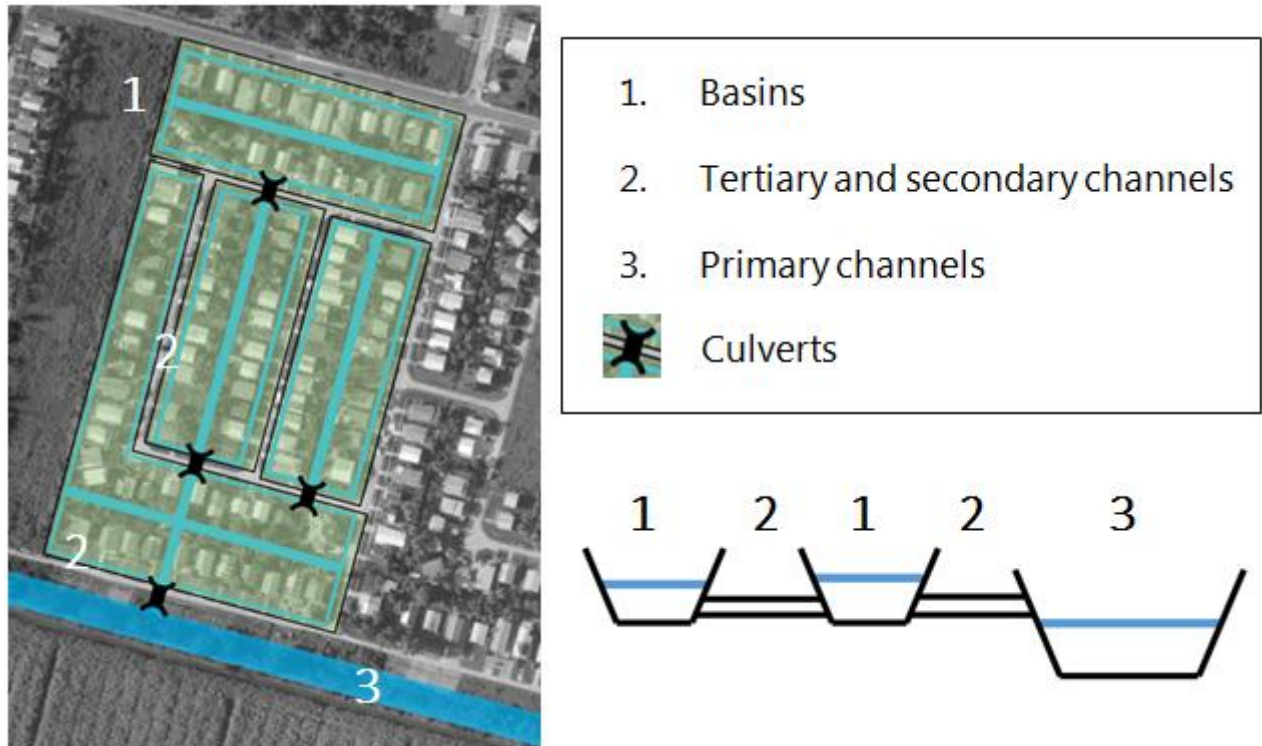 1
2
2
3
1. Basins
2. Tertiary and secondary channels
3. Primary channels
Culverts
1 2 1 2 3